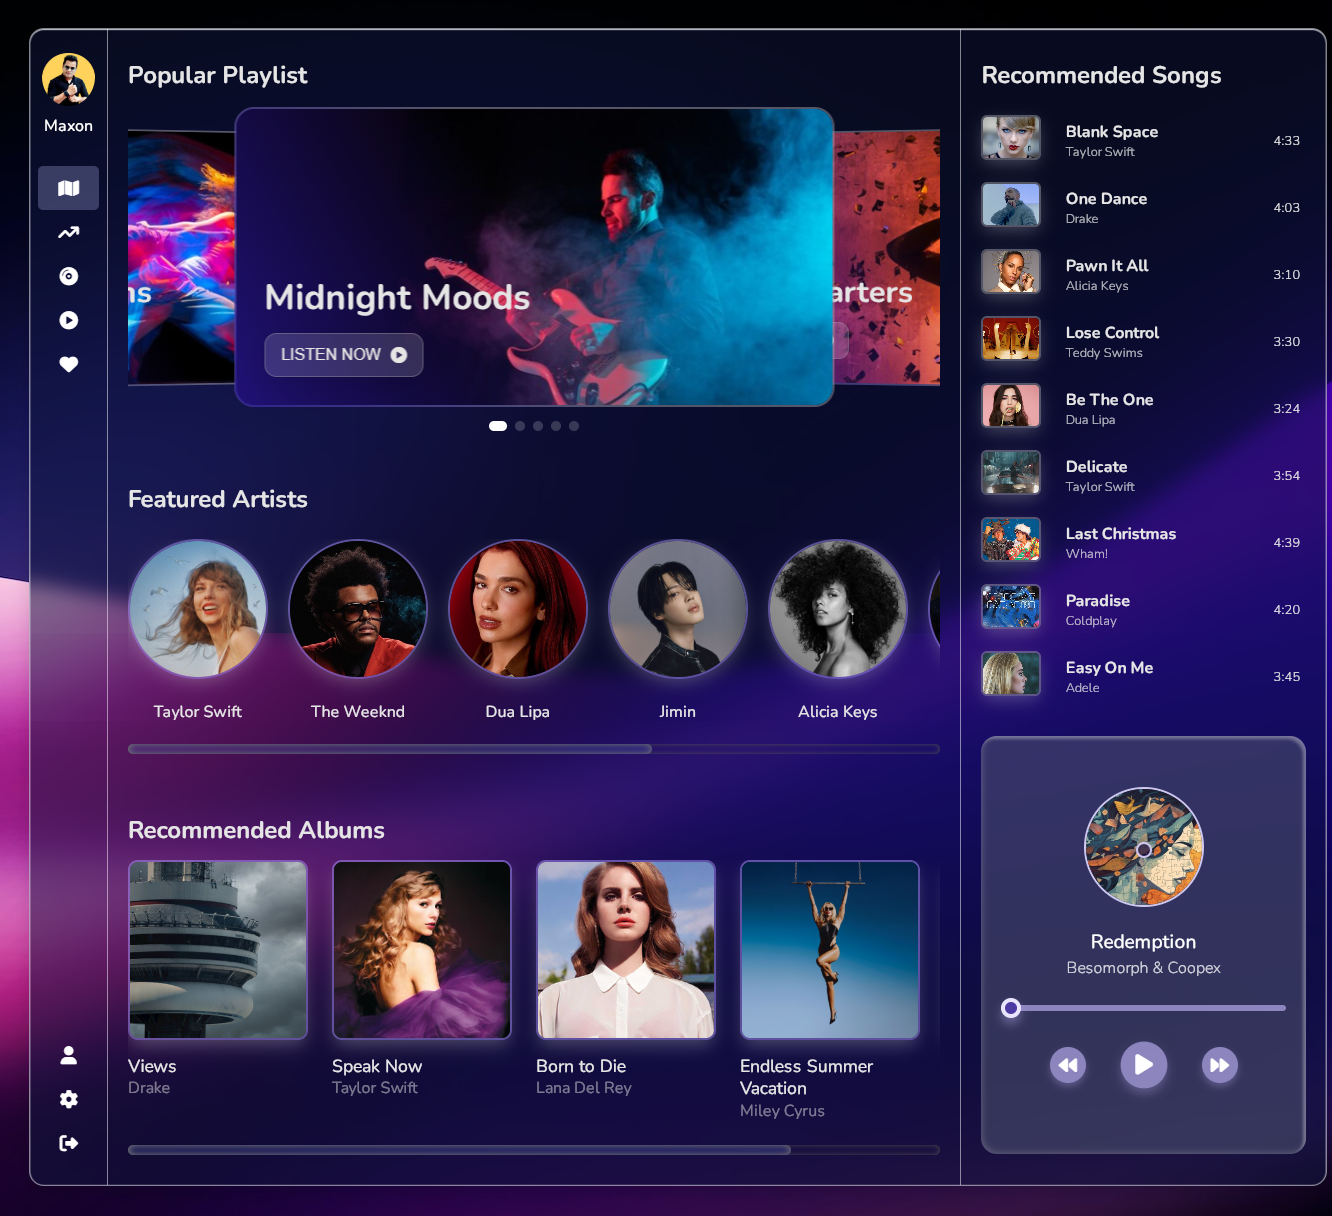 Maxon
Popular Playlist
ns
Midnight Moods
LISTEN NOW
arters
Featured Artists
Taylor Swift
The Weeknd
Dua Lipa
Jimin
Alicia Keys
Recommended Albums
Views
Drake
Speak Now
Taylor Swift
Born to Die
Lana Del Rey
Endless Summer
Vacation
Miley Cyrus
Recommended Songs
Blank Space
4:33
Taylor Swift
One Dance
4:03
Drake
Pawn It All
3:10
Alicia Keys
Lose Control
3:30
Teddy Swims
Be The One
3:24
Dua Lipa
Delicate
3:54
Taylor Swift
Last Christmas
4:39
Wham!
Paradise
4:20
Coldplay
Easy On Me
3:45
Adele
Redemption
Besomorph & Coopex